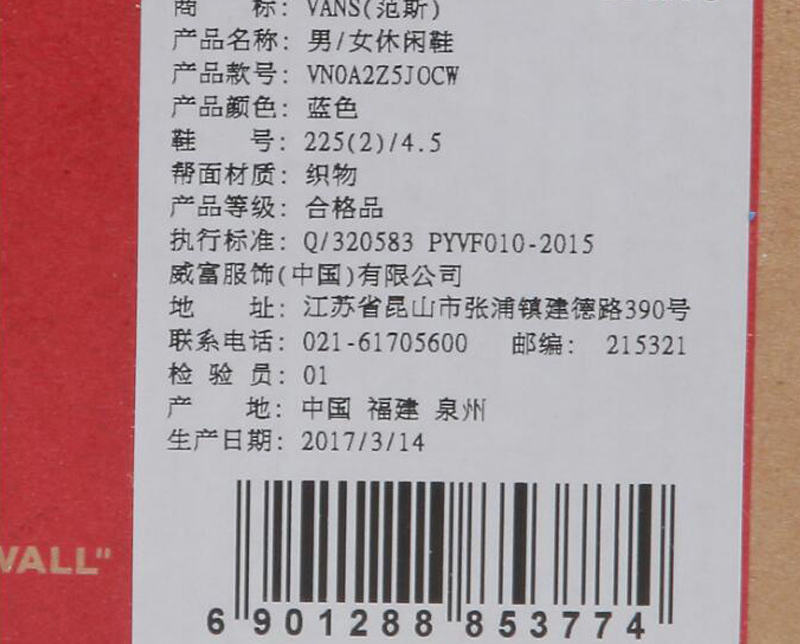 商 标: VANS(范斯)
产品名称: 男/女休闲鞋
产品款号: VN0A2Z5JOCW
产品颜色: 蓝色
鞋 号: 225(2)/4.5
帮面材质: 织物
产品等级: 合格品
执行标准: Q/320583 PYVF010-2015
威富服饰(中国)有限公司
地 址: 江苏省昆山市张浦镇建德路390号
联系电话: 021-61705600 邮编: 215321
检 验 员: 01
产 地: 中国 福建 泉州
生产日期: 2017/3/14
WALL"
6 901288 853774